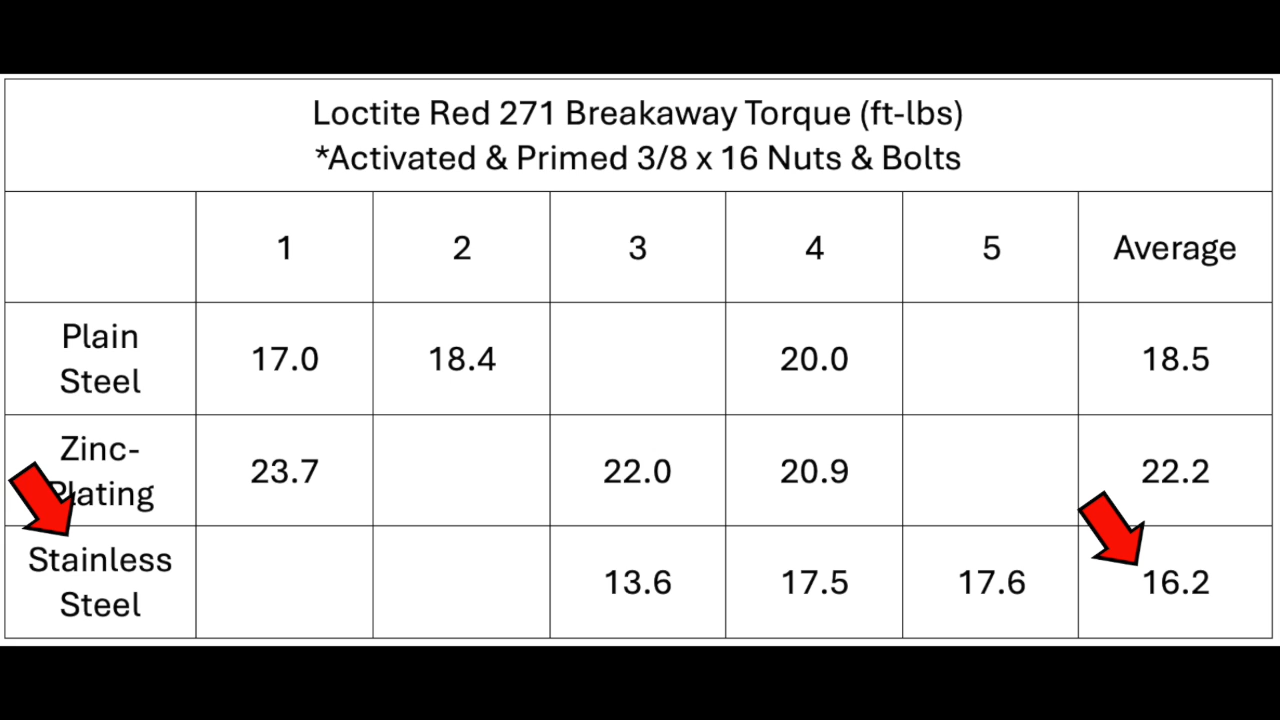 Loctite Red 271 Breakaway Torque (ft-lbs)
*Activated & Primed 3/8 x 16 Nuts & Bolts
1 2 3 4 5 Average
Plain
Steel
17.0 18.4 20.0 18.5
Zinc-
Plating
23.7 22.0 20.9 22.2
Stainless
Steel
13.6 17.5 17.6 16.2